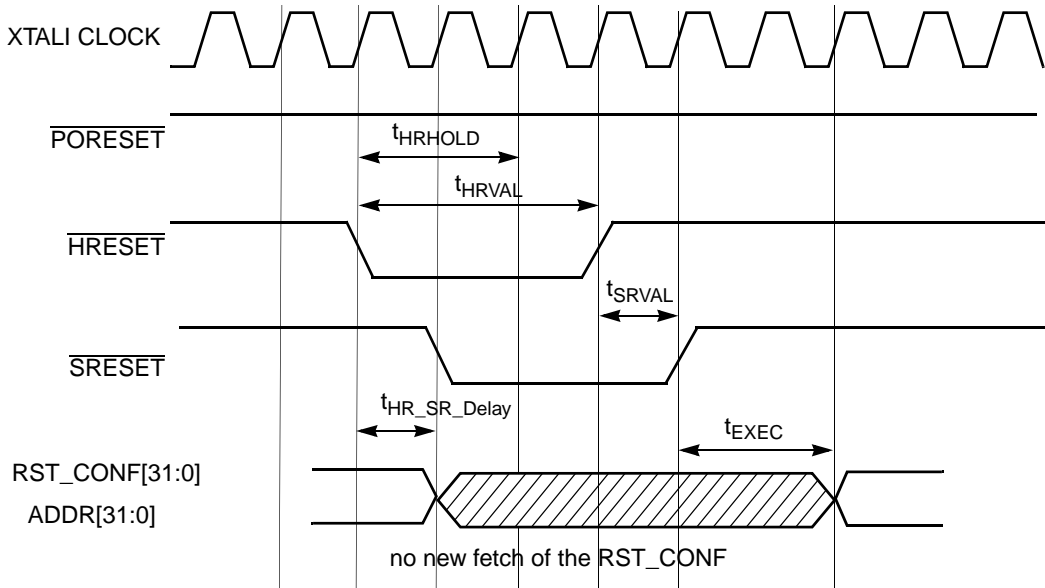 XTALI CLOCK
PORESET
tHRHOLD
tHRVAL
HRESET
tSRVAL
SRESET
tHR_SR_Delay
tEXEC
RST_CONF[31:0]
ADDR[31:0]
no new fetch of the RST_CONF